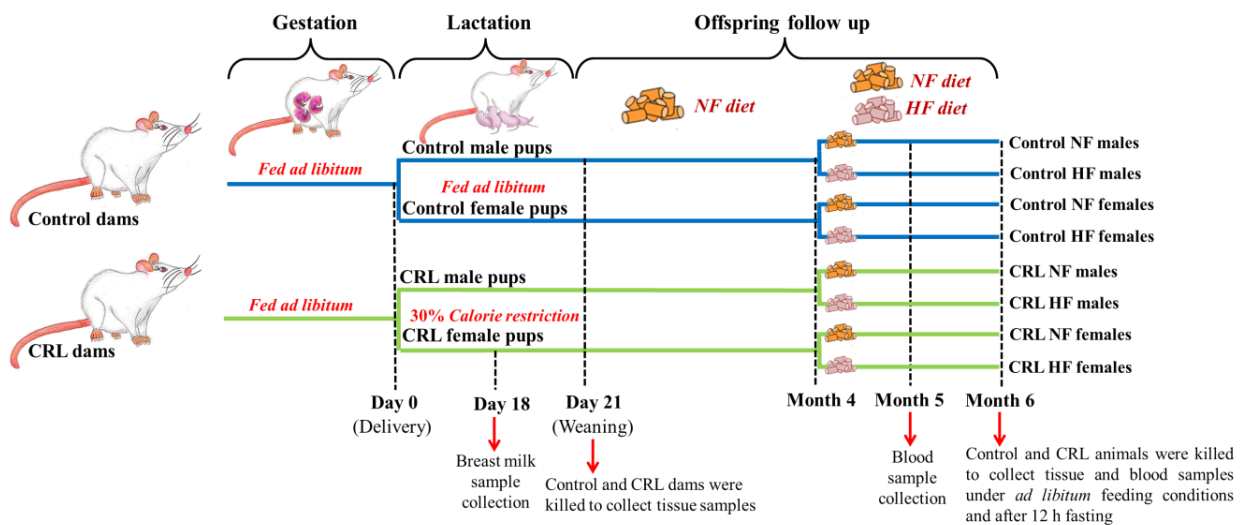 Gestation
Lactation
Offspring follow up
NF diet
NF diet
HF diet
Control dams
Fed ad libitum
Control male pups
Fed ad libitum
Control female pups
Control NF males
Control HF males
Control NF females
Control HF females
CRL dams
Fed ad libitum
CRL male pups
30% Calorie restriction
CRL female pups
CRL NF males
CRL HF males
CRL NF females
CRL HF females
Day 0
(Delivery)
Day 18
Day 21
(Weaning)
Month 4
Month 5
Month 6
Breast milk
sample
collection
Control and CRL dams were
killed to collect tissue samples
Blood
sample
collection
Control and CRL animals were killed
to collect tissue and blood samples
under ad libitum feeding conditions
and after 12 h fasting